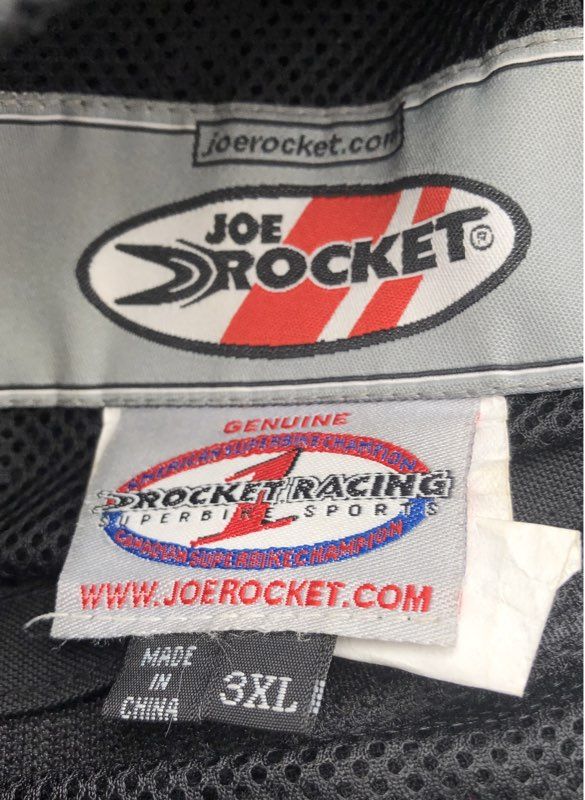 joerocket.com
JOE
ROCKET®
GENUINE
AMERICAN SUPERBIKE CHAMPION
1
ROCKET RACING
SUPERBIKE SPORTS
CANADIAN SUPERBIKE CHAMPION
WWW.JOEROCKET.COM
MADE
IN
CHINA
3XL